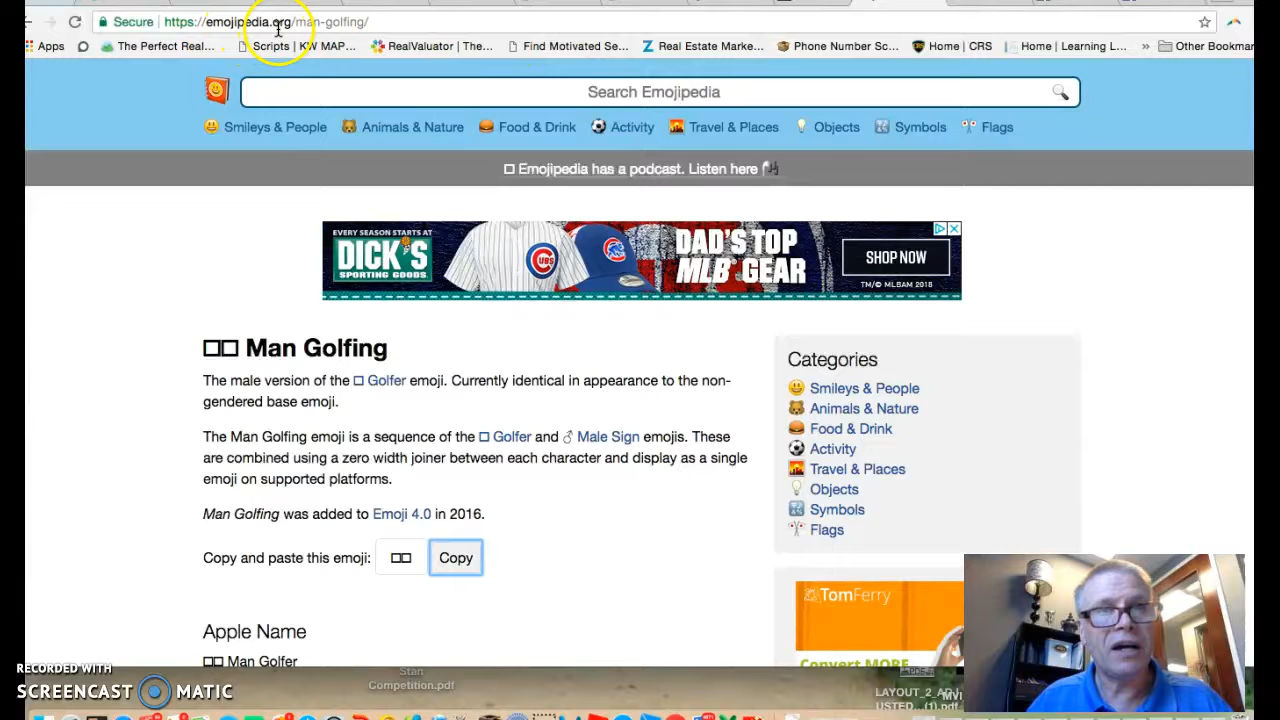 Secure https://emojipedia.org/man-golfing/
Apps The Perfect Real... Scripts | KW MAP... RealValuator | The... Find Motivated Se... Real Estate Marke... Phone Number Sc... Home | CRS Home | Learning L... » Other Bookmar
Search Emojipedia
Smileys & People Animals & Nature Food & Drink Activity Travel & Places Objects Symbols Flags
Emojipedia has a podcast. Listen here
EVERY SEASON STARTS AT
DICK'S
SPORTING GOODS.
CUBS
DAD'S TOP
MLB GEAR
SHOP NOW
TM/© MLBAM 2018
Man Golfing
The male version of the Golfer emoji. Currently identical in appearance to the non-
gendered base emoji.
The Man Golfing emoji is a sequence of the Golfer and ♂ Male Sign emojis. These
are combined using a zero width joiner between each character and display as a single
emoji on supported platforms.
Man Golfing was added to Emoji 4.0 in 2016.
Copy and paste this emoji: Copy
Apple Name
Man Golfer
Categories
Smileys & People
Animals & Nature
Food & Drink
Activity
Travel & Places
Objects
Symbols
Flags
TomFerry
Convert MORE
RECORDED WITH
SCREENCAST MATIC
Stan
Competition.pdf
LAYOUT_2_ADJ
USTED